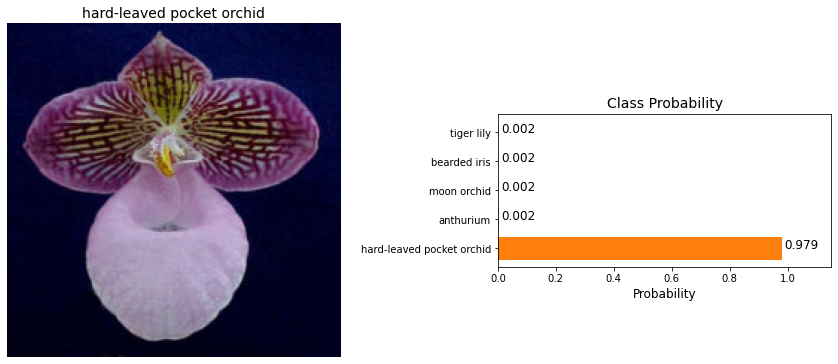 hard-leaved pocket orchid
Class Probability
tiger lily 0.002
bearded iris 0.002
moon orchid 0.002
anthurium 0.002
hard-leaved pocket orchid 0.979
0.0 0.2 0.4 0.6 0.8 1.0
Probability